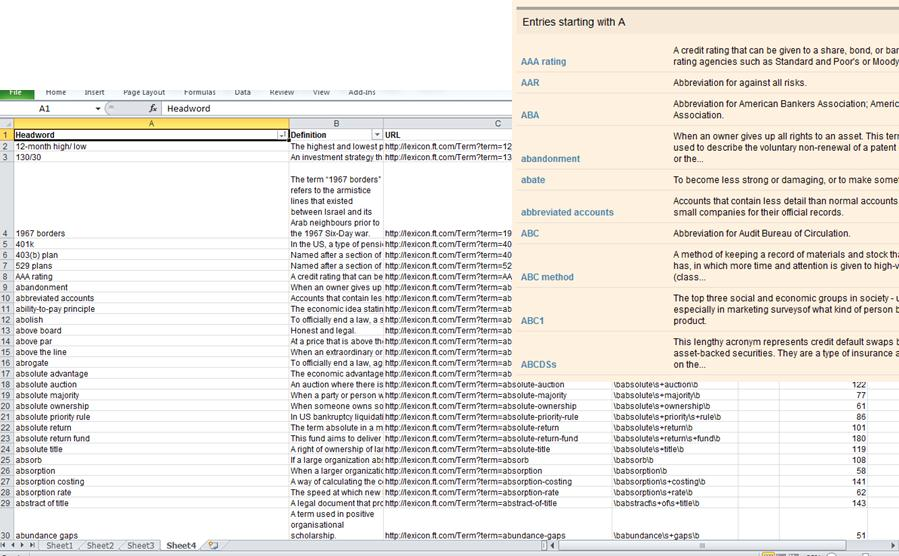 Entries starting with A
AAA rating
A credit rating that can be given to a share, bond, or
rating agencies such as Standard and Poor's or
AAR
Abbreviation for against all risks.
ABA
Abbreviation for American Bankers Association;
Association.
abandonment
When an owner gives up all rights to an asset. This
used to describe the voluntary non-renewal of a patent
or the...
abate
To become less strong or damaging, or to make
abbreviated accounts
Accounts that contain less detail than normal accounts
small companies for their official records.
ABC
Abbreviation for Audit Bureau of Circulation.
ABC method
A method of keeping a record of materials and stock
has, in which more time and attention is given to
(class...
ABC1
The top three social and economic groups in society -
especially in marketing surveysof what kind of person
product.
ABCDSs
This lengthy acronym represents credit default swaps
asset-backed securities. They are a type of insurance
on the...
File Home Insert Page Layout Formulas Data Review View Add-Ins
A1 fx Headword
A B C
1 Headword Definition URL
2 12-month high/ low The highest and lowest p http://lexicon.ft.com/Term?term=12
3 130/30 An investment strategy th http://lexicon.ft.com/Term?term=13
The term "1967 borders"
refers to the armistice
lines that existed
between Israel and its
Arab neighbours prior to
4 1967 borders the 1967 Six-Day war. http://lexicon.ft.com/Term?term=19
5 401k In the US, a type of pensi http://lexicon.ft.com/Term?term=40
6 403(b) plan Named after a section of http://lexicon.ft.com/Term?term=40
7 529 plans Named after a section of http://lexicon.ft.com/Term?term=52
8 AAA rating A credit rating that can be http://lexicon.ft.com/Term?term=AA
9 abandonment When an owner gives up http://lexicon.ft.com/Term?term=ab
10 abbreviated accounts Accounts that contain les http://lexicon.ft.com/Term?term=ab
11 ability-to-pay principle The economic idea statin http://lexicon.ft.com/Term?term=ab
12 abolish To officially end a law, a s http://lexicon.ft.com/Term?term=ab
13 above board Honest and legal. http://lexicon.ft.com/Term?term=ab
14 above par At a price that is above th http://lexicon.ft.com/Term?term=ab
15 above the line When an extraordinary or http://lexicon.ft.com/Term?term=ab
16 abrogate To officially end a law, ag http://lexicon.ft.com/Term?term=ab
17 absolute advantage The economic advantage http://lexicon.ft.com/Term?term=ab
18 absolute auction An auction where there is http://lexicon.ft.com/Term?term=absolute-auction \babsolute\s+auction\b 122
19 absolute majority When a party or person w http://lexicon.ft.com/Term?term=absolute-majority \babsolute\s+majority\b 77
20 absolute ownership When someone owns so http://lexicon.ft.com/Term?term=absolute-ownership \babsolute\s+ownership\b 61
21 absolute priority rule In US bankruptcy liquidati http://lexicon.ft.com/Term?term=absolute-priority-rule \babsolute\s+priority\s+rule\b 86
22 absolute return The term absolute in a m http://lexicon.ft.com/Term?term=absolute-return \babsolute\s+return\b 101
23 absolute return fund This fund aims to deliver http://lexicon.ft.com/Term?term=absolute-return-fund \babsolute\s+return\s+fund\b 180
24 absolute title A right of ownership of lar http://lexicon.ft.com/Term?term=absolute-title \babsolute\s+title\b 119
25 absorb If a large organization abs http://lexicon.ft.com/Term?term=absorb \babsorb\b 108
26 absorption When a larger organizatic http://lexicon.ft.com/Term?term=absorption \babsorption\b 58
27 absorption costing A way of calculating the c http://lexicon.ft.com/Term?term=absorption-costing \babsorption\s+costing\b 141
28 absorption rate The speed at which new http://lexicon.ft.com/Term?term=absorption-rate \babsorption\s+rate\b 62
29 abstract of title A legal document that prc http://lexicon.ft.com/Term?term=abstract-of-title \babstract\s+of\s+title\b 143
A term used in positive
organisational
30 abundance gaps scholarship. http://lexicon.ft.com/Term?term=abundance-gaps \babundance\s+gaps\b 51
Sheet1 Sheet2 Sheet3 Sheet4